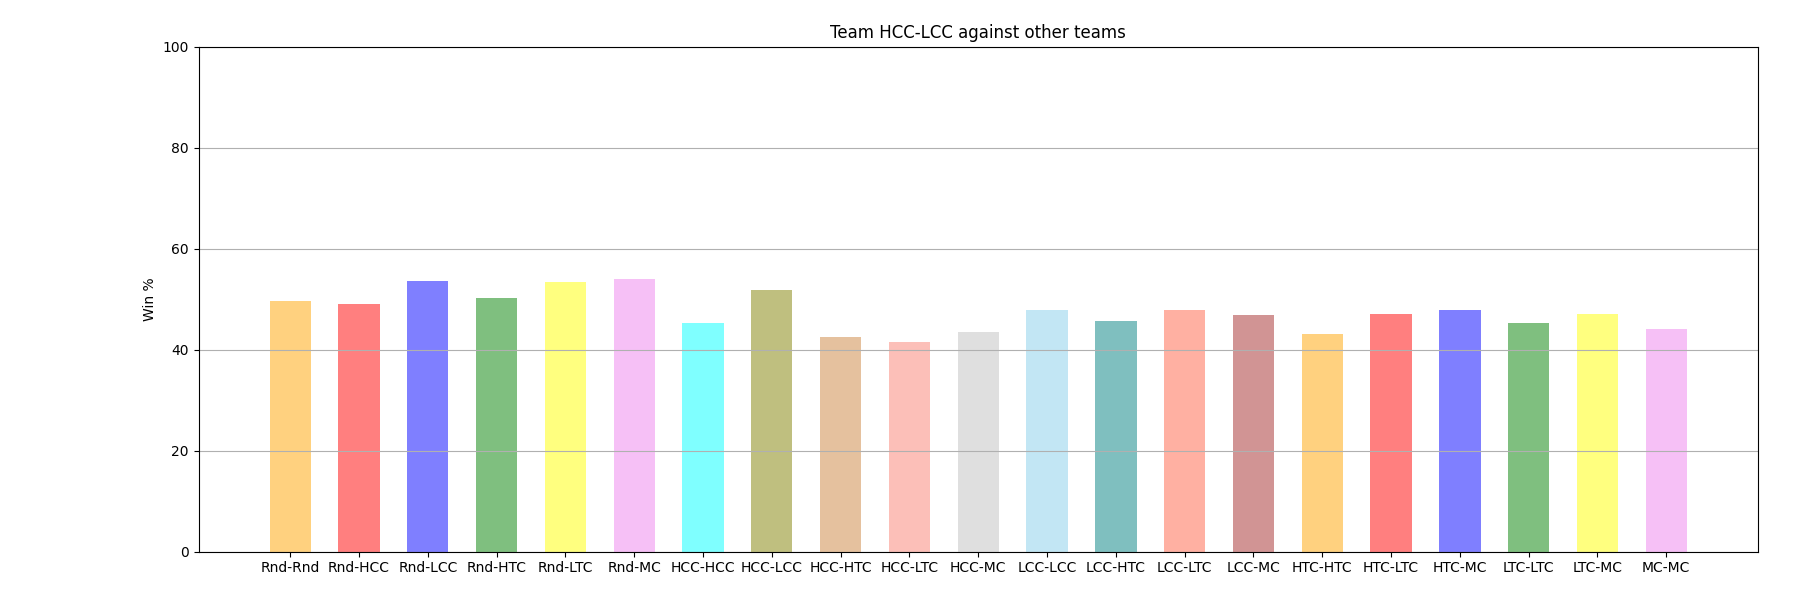 Team HCC-LCC against other teams
100
80
60
40
20
0
Win %
Rnd-Rnd Rnd-HCC Rnd-LCC Rnd-HTC Rnd-LTC Rnd-MC HCC-HCC HCC-LCC HCC-HTC HCC-LTC HCC-MC LCC-LCC LCC-HTC LCC-LTC LCC-MC HTC-HTC HTC-LTC HTC-MC LTC-LTC LTC-MC MC-MC